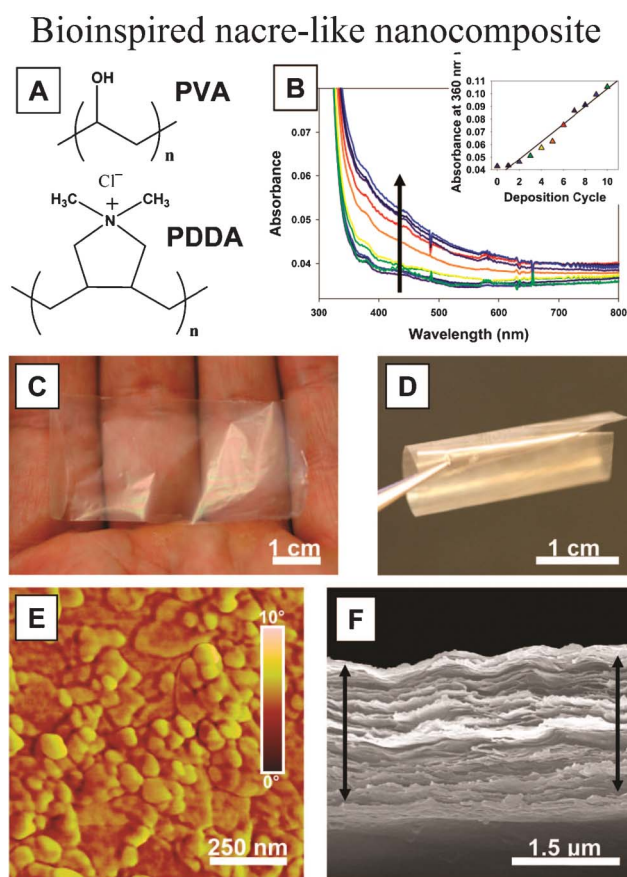 Bioinspired nacre-like nanocomposite
A
OH
PVA
n
Cl−
H₃C
+
CH₃
N
PDDA
n
B
Absorbance
0.07
0.06
0.05
0.04
300 400 500 600 700 800
Wavelength (nm)
Absorbance at 360 nm
0.11
0.10
0.09
0.08
0.07
0.06
0.05
0.04
0 2 4 6 8 10
Deposition Cycle
C
1 cm
D
1 cm
E
10°
0°
250 nm
F
1.5 µm